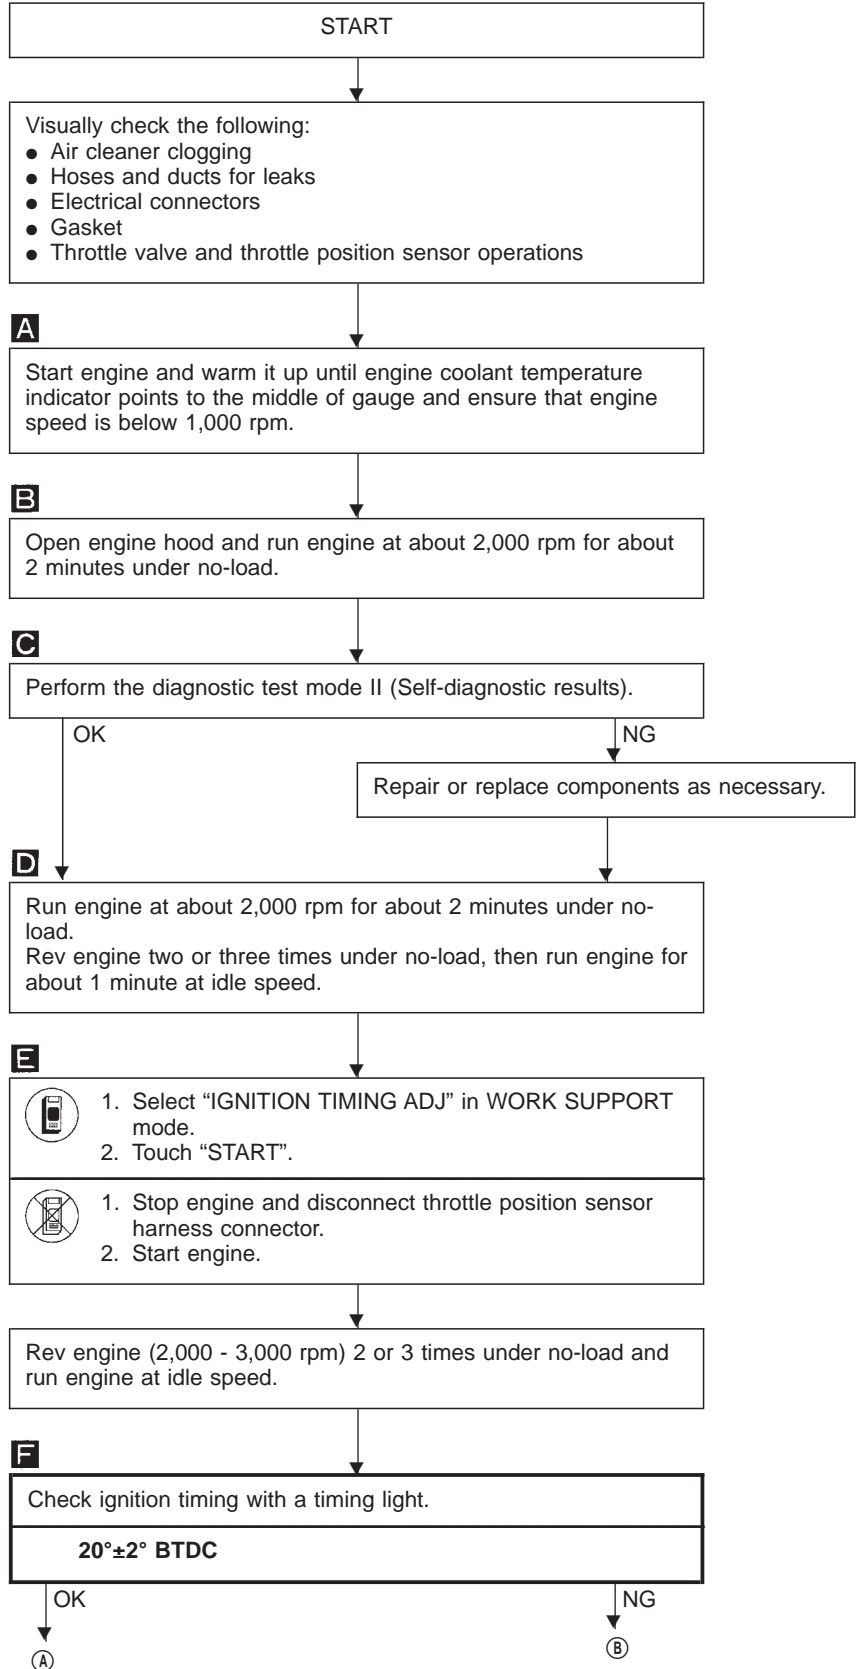 START
Visually check the following:
● Air cleaner clogging
● Hoses and ducts for leaks
● Electrical connectors
● Gasket
● Throttle valve and throttle position sensor operations
A
Start engine and warm it up until engine coolant temperature
indicator points to the middle of gauge and ensure that engine
speed is below 1,000 rpm.
B
Open engine hood and run engine at about 2,000 rpm for about
2 minutes under no-load.
C
Perform the diagnostic test mode II (Self-diagnostic results).
OK
NG
Repair or replace components as necessary.
D
Run engine at about 2,000 rpm for about 2 minutes under no-
load.
Rev engine two or three times under no-load, then run engine for
about 1 minute at idle speed.
E
1. Select “IGNITION TIMING ADJ” in WORK SUPPORT
mode.
2. Touch “START”.
1. Stop engine and disconnect throttle position sensor
harness connector.
2. Start engine.
Rev engine (2,000 - 3,000 rpm) 2 or 3 times under no-load and
run engine at idle speed.
F
Check ignition timing with a timing light.
20°±2° BTDC
OK
NG
Ⓐ
Ⓑ